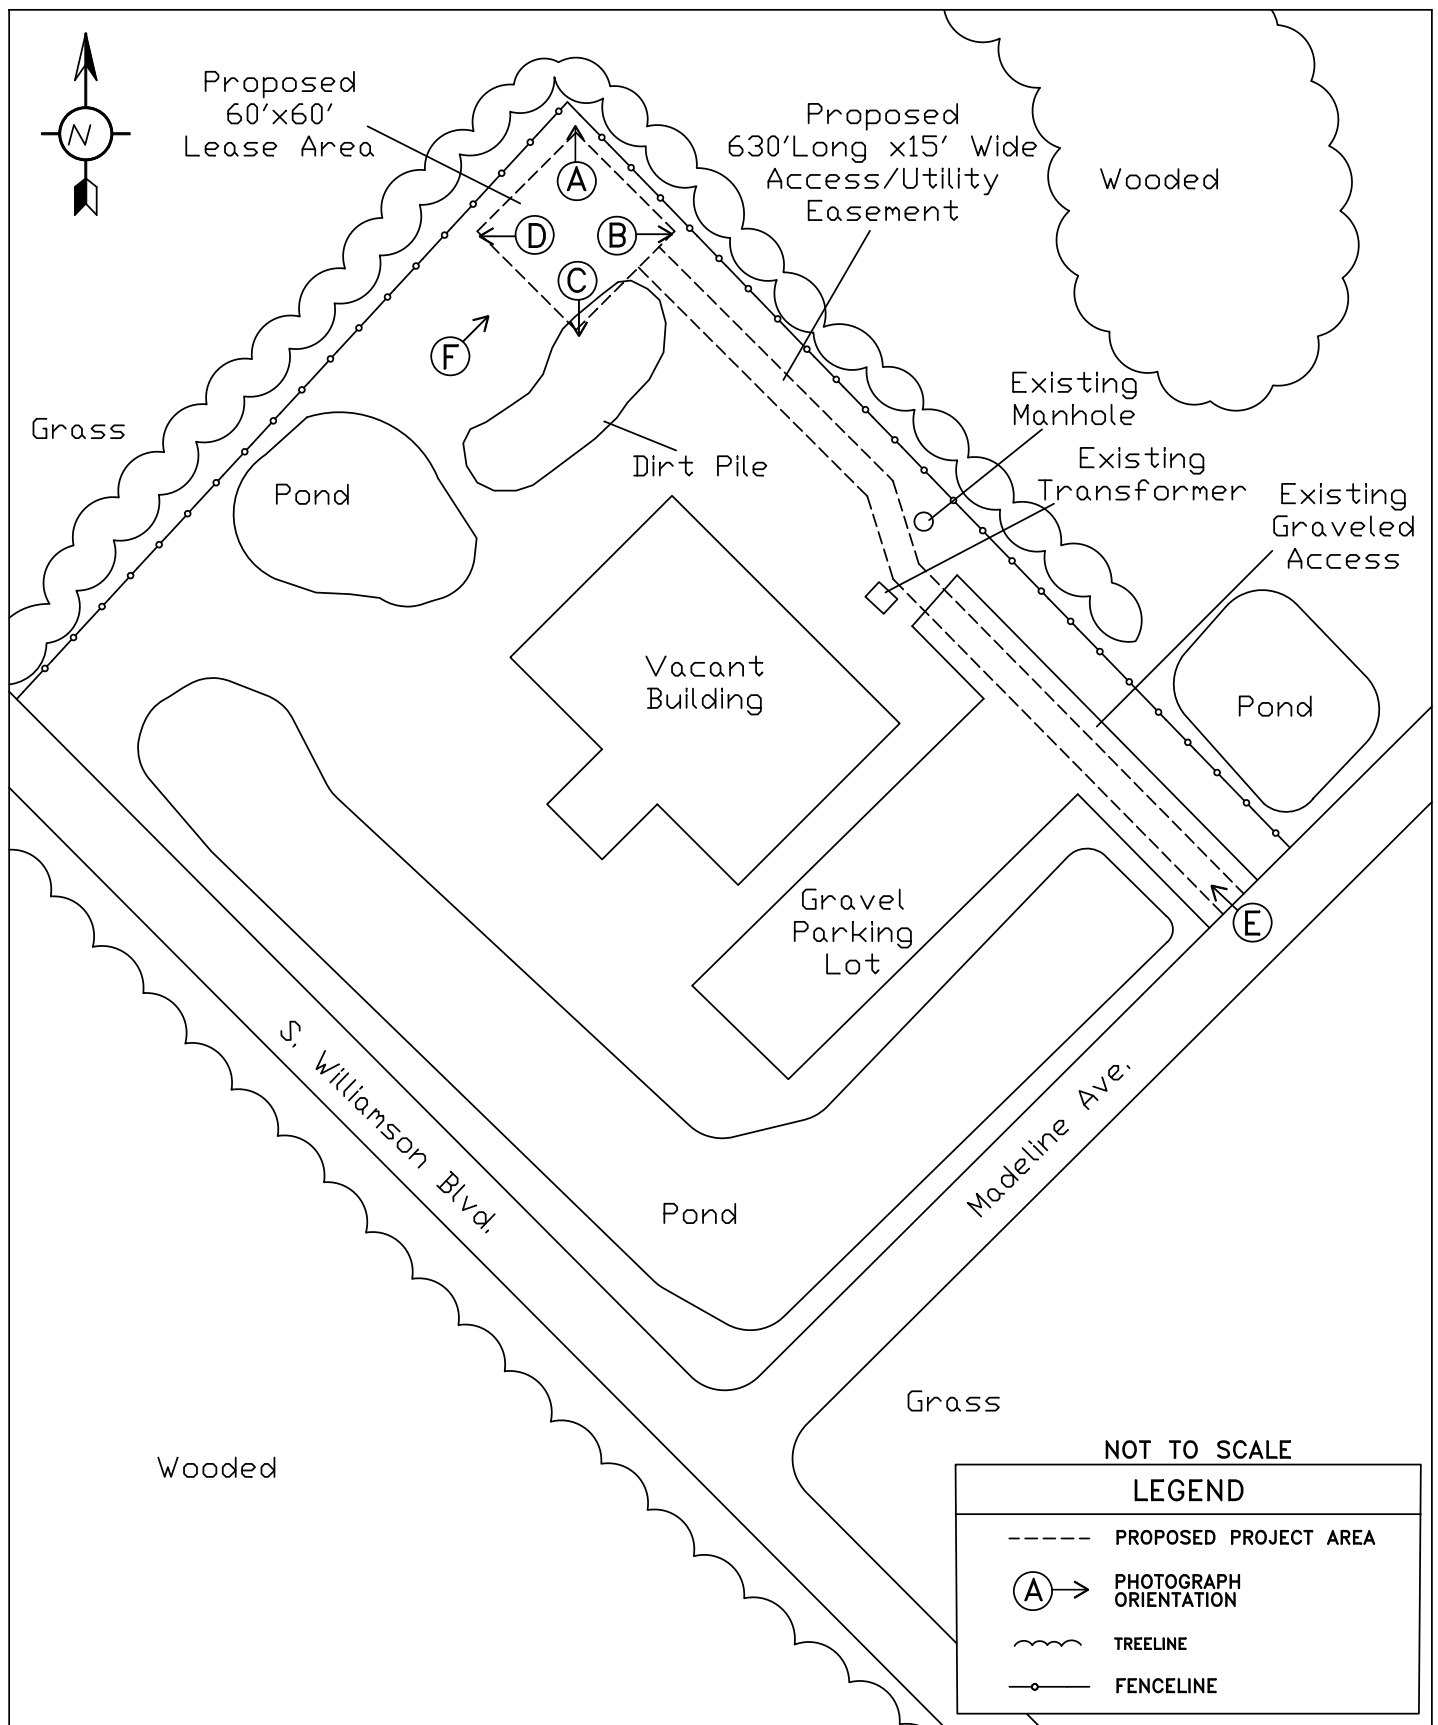 N
Proposed
60'x60'
Lease Area
Proposed
630'Long x15' Wide
Access/Utility
Easement
Wooded
A
D
B
C
F
Grass
Existing
Manhole
Dirt Pile
Existing
Transformer
Existing
Graveled
Access
Pond
Vacant
Building
Pond
Gravel
Parking
Lot
E
S. Williamson Blvd.
Madeline Ave.
Pond
Grass
Wooded
NOT TO SCALE
LEGEND
PROPOSED PROJECT AREA
A
PHOTOGRAPH
ORIENTATION
TREELINE
FENCELINE